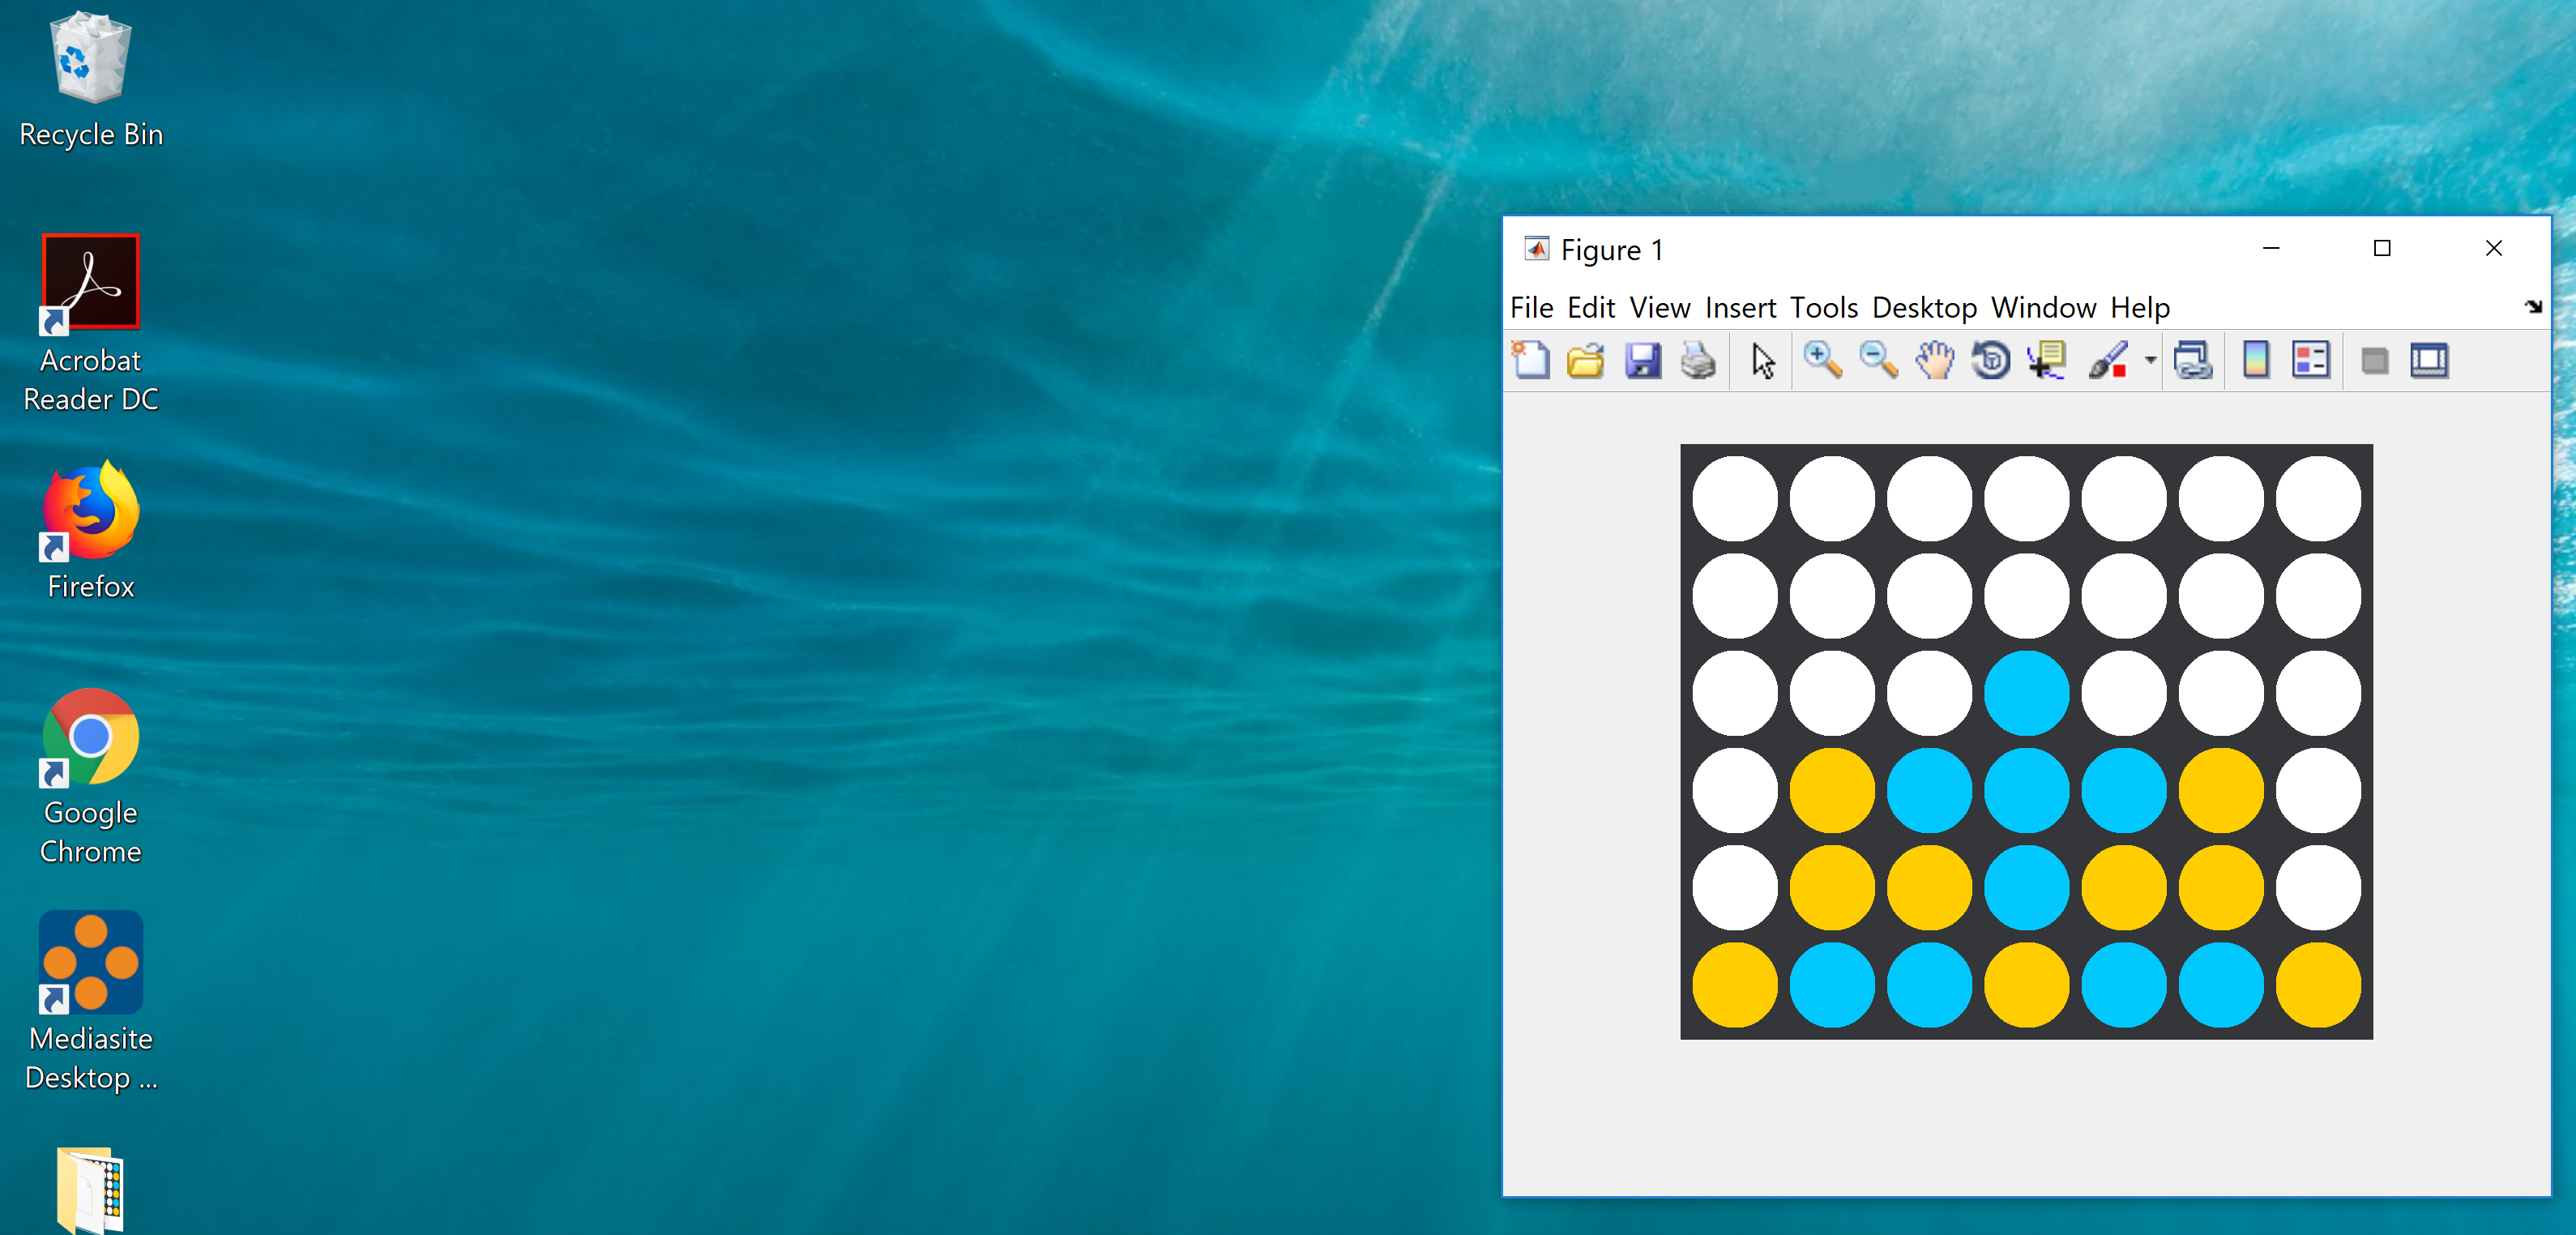 Recycle Bin
Acrobat
Reader DC
Firefox
Google
Chrome
Mediasite
Desktop ...
Figure 1
File Edit View Insert Tools Desktop Window Help